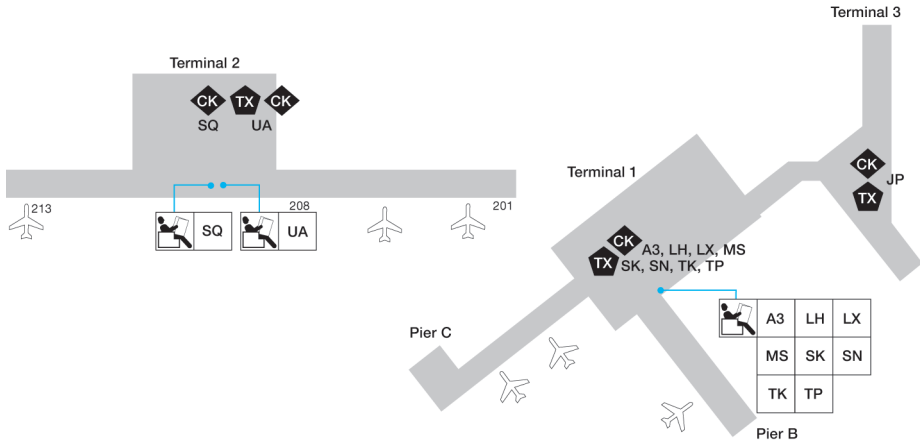 Terminal 3
Terminal 2
CK TX CK
SQ UA
Terminal 1
CK
JP
TX
213 208 201
SQ UA
CK
A3, LH, LX, MS
TX
SK, SN, TK, TP
A3 LH LX
MS SK SN
TK TP
Pier C
Pier B